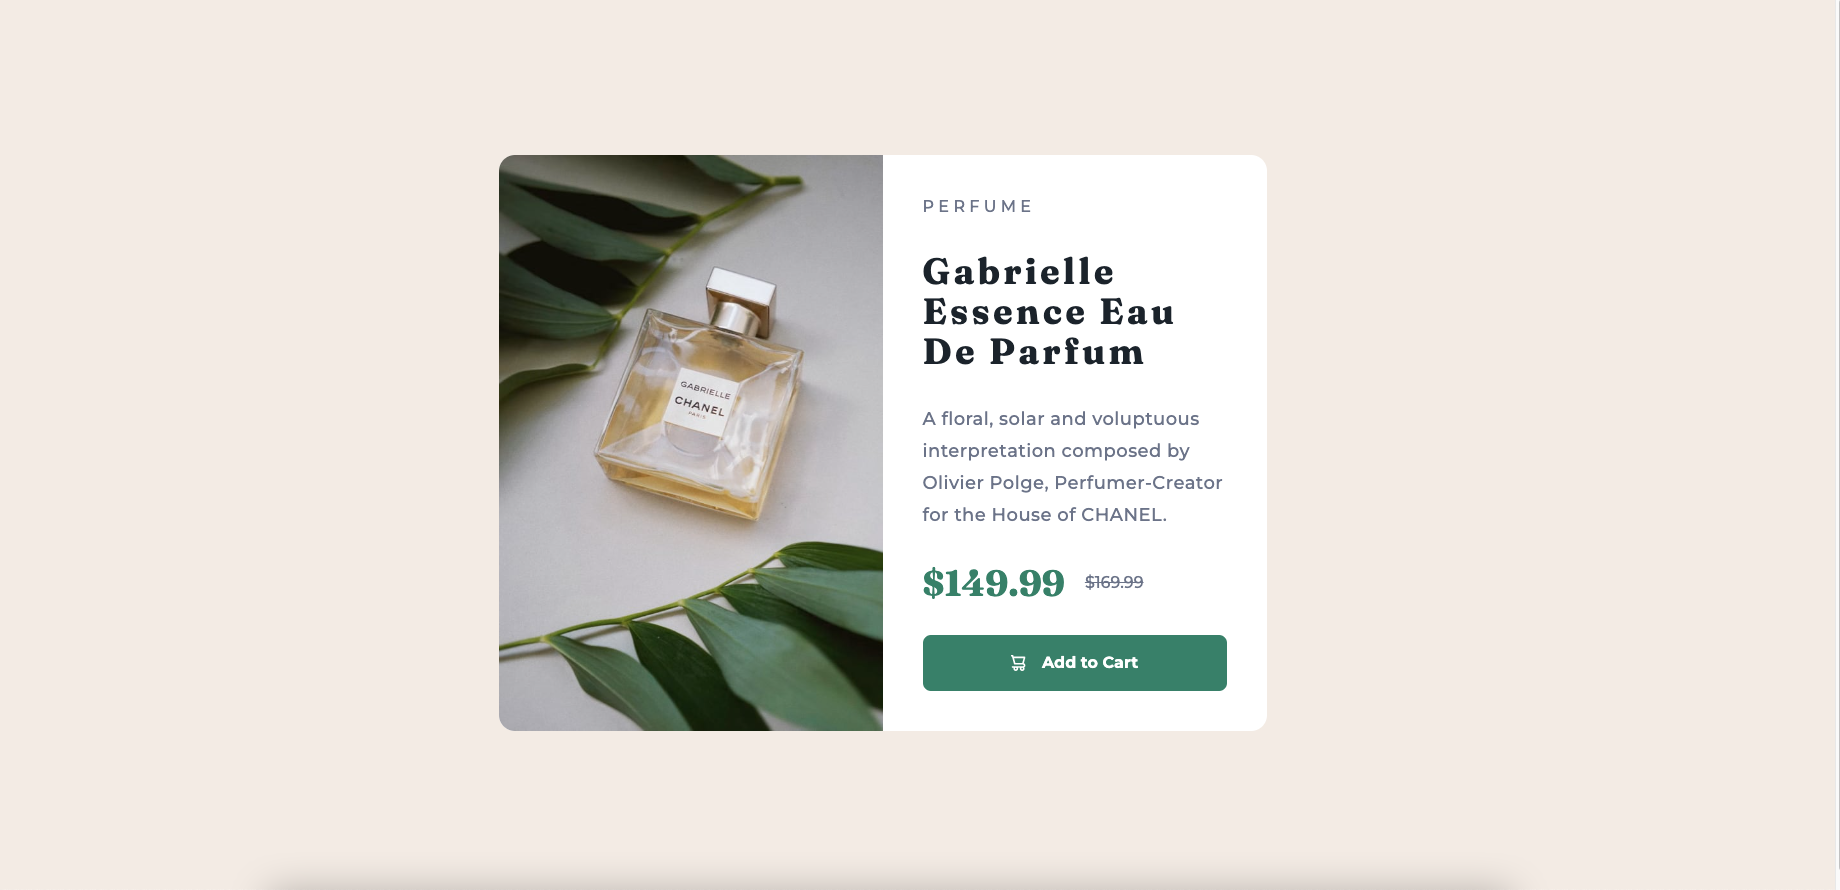 GABRIELLE
CHANEL
PARIS
PERFUME
Gabrielle
Essence Eau
De Parfum
A floral, solar and voluptuous
interpretation composed by
Olivier Polge, Perfumer-Creator
for the House of CHANEL.
$149.99 $169.99
Add to Cart